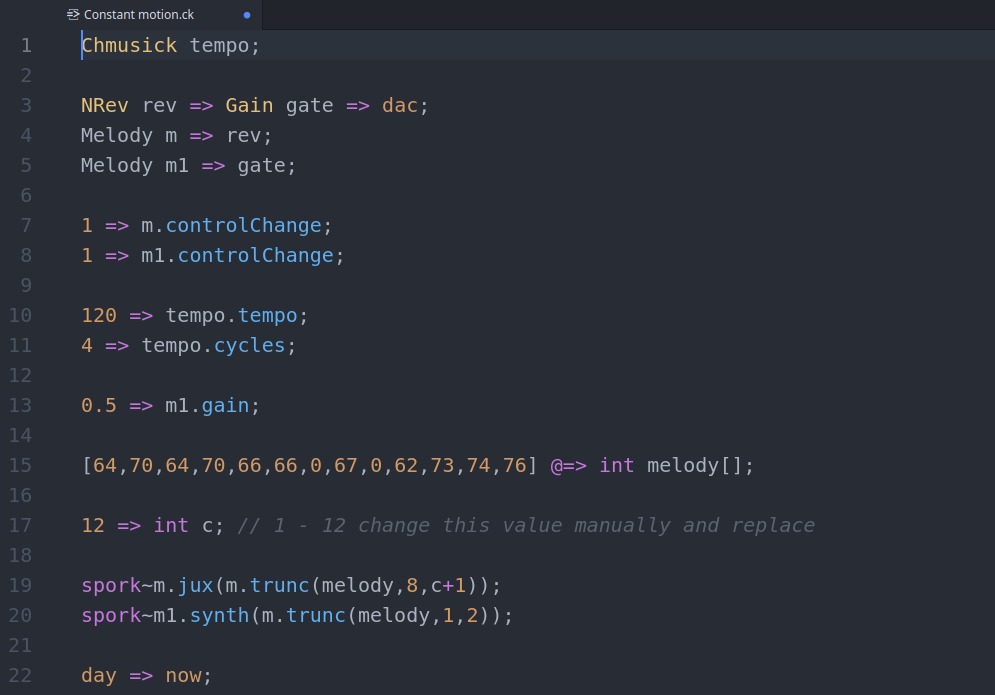 Constant motion.ck
1 Chmusick tempo;
2
3 NRev rev => Gain gate => dac;
4 Melody m => rev;
5 Melody m1 => gate;
6
7 1 => m.controlChange;
8 1 => m1.controlChange;
9
10 120 => tempo.tempo;
11 4 => tempo.cycles;
12
13 0.5 => m1.gain;
14
15 [64,70,64,70,66,66,0,67,0,62,73,74,76] @=> int melody[];
16
17 12 => int c; // 1 - 12 change this value manually and replace
18
19 spork~m.jux(m.trunc(melody,8,c+1));
20 spork~m1.synth(m.trunc(melody,1,2));
21
22 day => now;